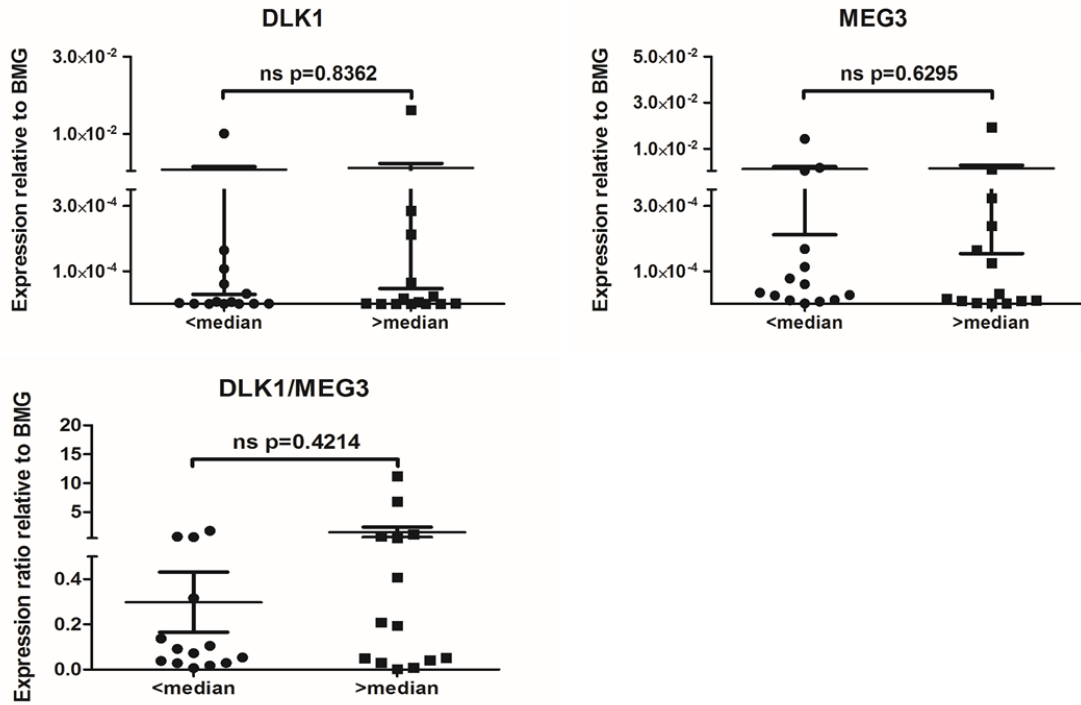 DLK1
Expression relative to BMG
3.0×10⁻²
1.0×10⁻²
3.0×10⁻⁴
1.0×10⁻⁴
ns p=0.8362
<median
>median
MEG3
Expression relative to BMG
5.0×10⁻²
3.0×10⁻²
1.0×10⁻²
3.0×10⁻⁴
1.0×10⁻⁴
ns p=0.6295
<median
>median
DLK1/MEG3
Expression ratio relative to BMG
20
15
10
5
0.4
0.2
0.0
ns p=0.4214
<median
>median